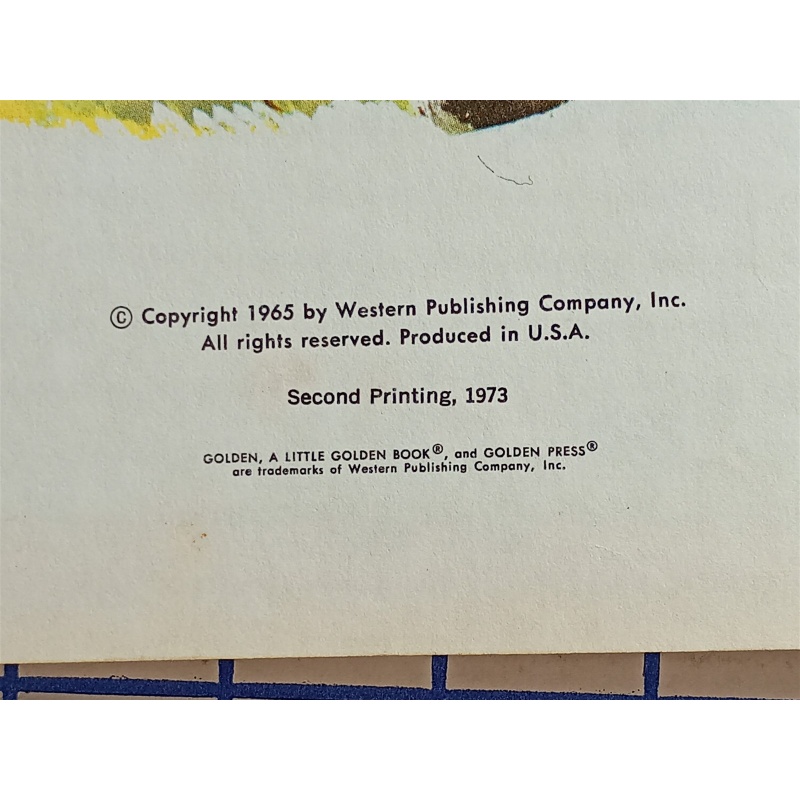 © Copyright 1965 by Western Publishing Company, Inc.
All rights reserved. Produced in U.S.A.
Second Printing, 1973
GOLDEN, A LITTLE GOLDEN BOOK®, and GOLDEN PRESS®
are trademarks of Western Publishing Company, Inc.